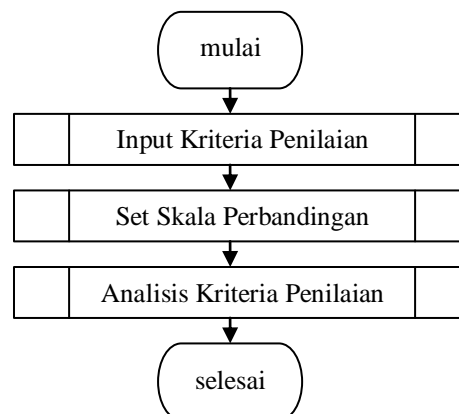 mulai
Input Kriteria Penilaian
Set Skala Perbandingan
Analisis Kriteria Penilaian
selesai